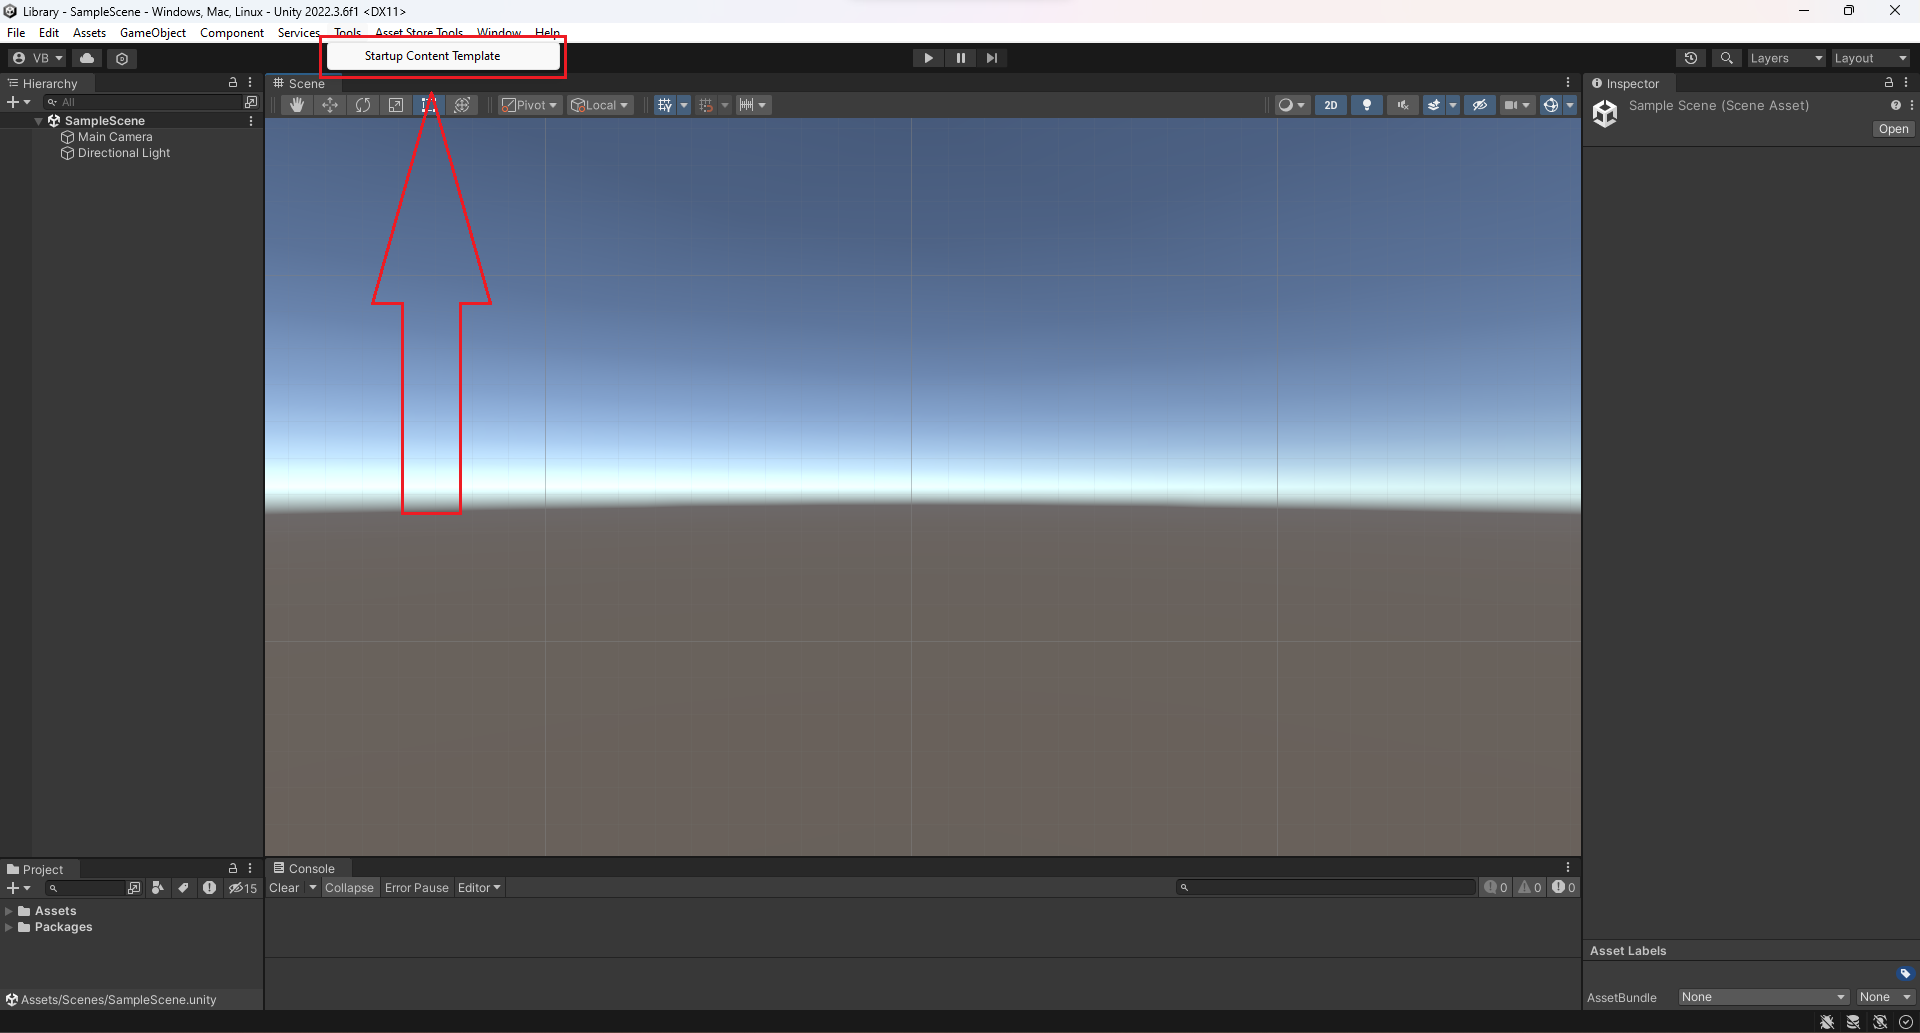 Library - SampleScene - Windows, Mac, Linux - Unity 2022.3.6f1 <DX11>
File Edit Assets GameObject Component Services Tools Asset Store Tools Window Help
VB
Layers
Layout
Startup Content Template
Hierarchy
All
SampleScene
Main Camera
Directional Light
Scene
Pivot
Local
2D
Inspector
Sample Scene (Scene Asset)
Open
Project
15
Assets
Packages
Assets/Scenes/SampleScene.unity
Console
Clear
Collapse
Error Pause
Editor
0
0
0
Asset Labels
AssetBundle
None
None